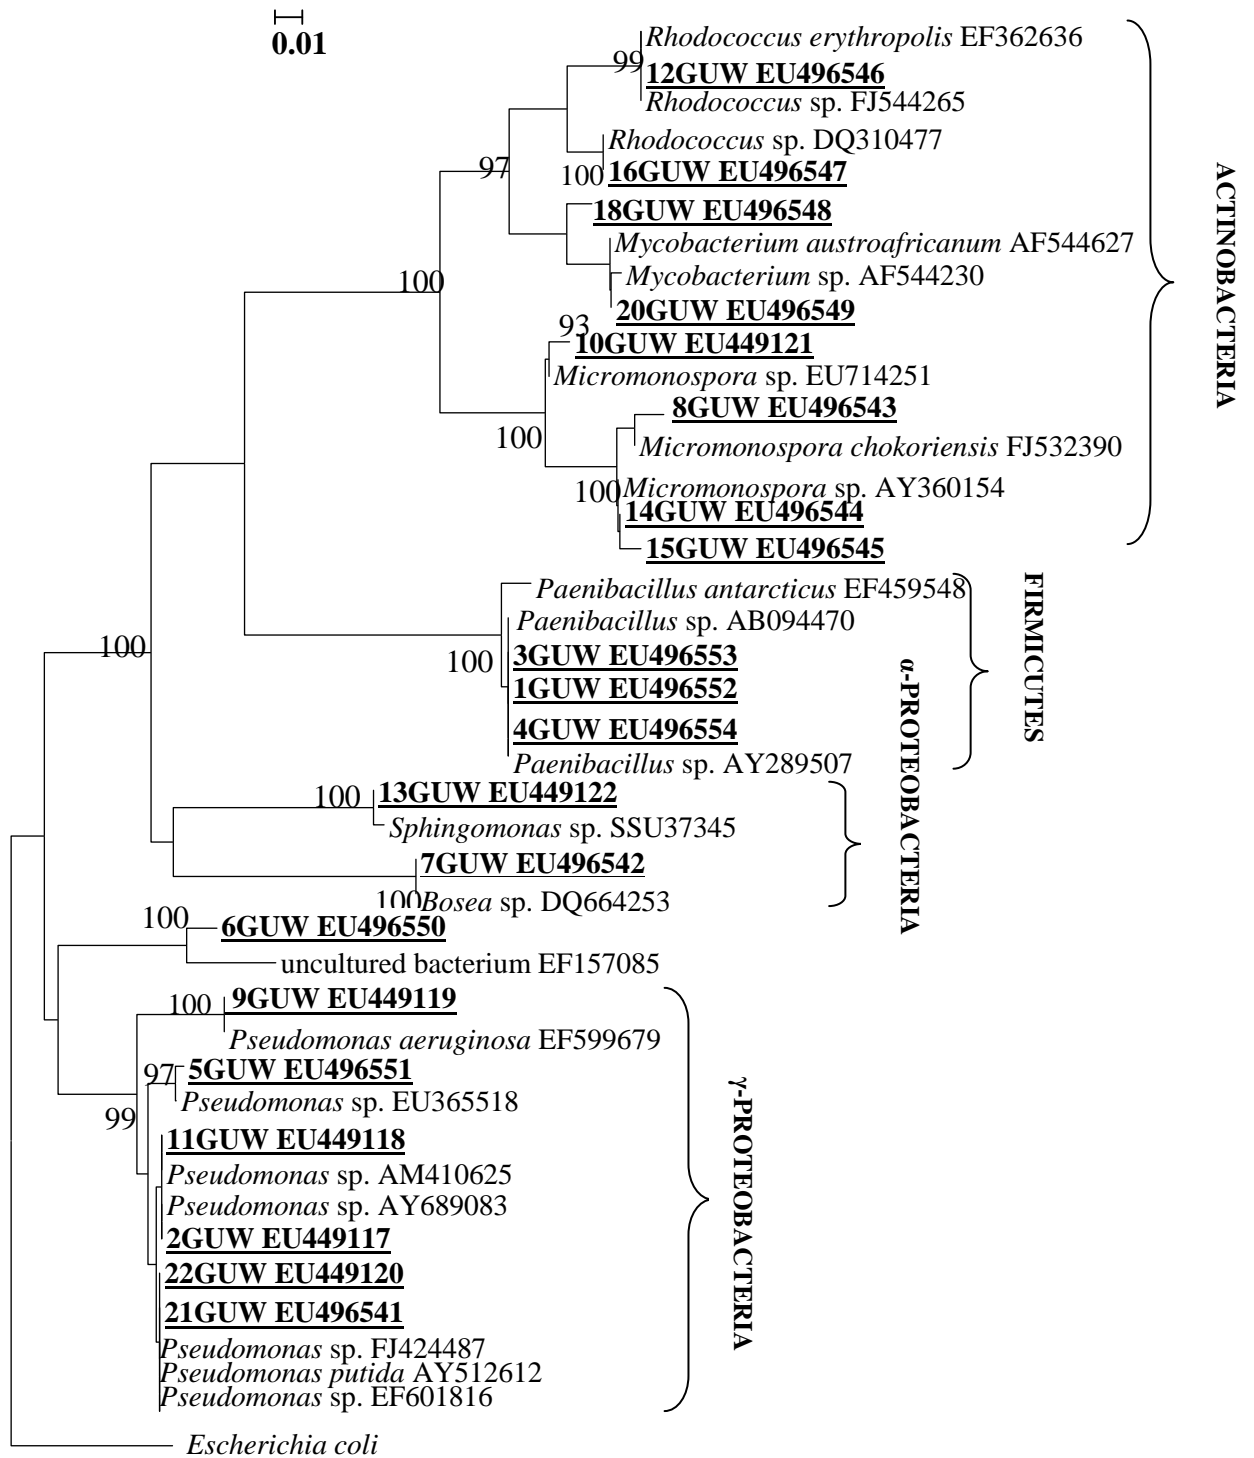 0.01
Rhodococcus erythropolis EF362636
99
12GUW EU496546
Rhodococcus sp. FJ544265
Rhodococcus sp. DQ310477
97
100
16GUW EU496547
18GUW EU496548
Mycobacterium austroafricanum AF544627
100
Mycobacterium sp. AF544230
20GUW EU496549
93
10GUW EU449121
Micromonospora sp. EU714251
8GUW EU496543
100
Micromonospora chokoriensis FJ532390
100
Micromonospora sp. AY360154
14GUW EU496544
15GUW EU496545
ACTINOBACTERIA
Paenibacillus antarcticus EF459548
Paenibacillus sp. AB094470
100
100
3GUW EU496553
1GUW EU496552
4GUW EU496554
Paenibacillus sp. AY289507
FIRMICUTES
100
13GUW EU449122
Sphingomonas sp. SSU37345
7GUW EU496542
100
Bosea sp. DQ664253
α-PROTEOBACTERIA
100
6GUW EU496550
uncultured bacterium EF157085
100
9GUW EU449119
Pseudomonas aeruginosa EF599679
97
5GUW EU496551
Pseudomonas sp. EU365518
99
11GUW EU449118
Pseudomonas sp. AM410625
Pseudomonas sp. AY689083
2GUW EU449117
22GUW EU449120
21GUW EU496541
Pseudomonas sp. FJ424487
Pseudomonas putida AY512612
Pseudomonas sp. EF601816
γ-PROTEOBACTERIA
Escherichia coli